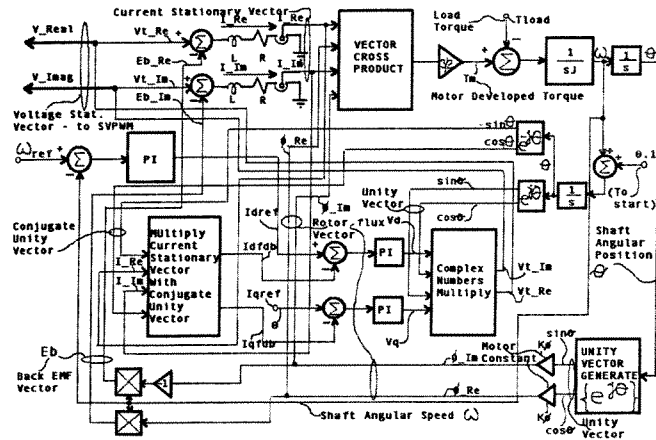 Current Stationary Vector
I_Re
I_Re
V_Real
Vt_Re
L
R
I_Im
I_Im
V_Imag
Eb_Re
Vt_Im
Eb_Im
L
R
VECTOR
CROSS
PRODUCT
Load
Torque
Tload
Tm
Motor Developed Torque
1
sJ
ω
1
s
θ
Voltage Stat.
Vector - to SVPWM
ω ref
PI
ϕ_Re
sinθ
cosθ
e jθ
θ
0.1
(To
start)
1
s
e jθ
sinθ
cosθ
Unity
Vector
Shaft
Angular
Position
θ
Conjugate
Unity
Vector
I_Re
I_Im
MUltiply
Current
Stationary
Vector
With
Conjugate
Unity
Vector
Idref
Rotor flux
Vector
ϕ_Im
Idfdb
Vd
PI
Iqref
θ
Iqfdb
PI
Vq
Complex
Numbers
Multiply
Vt_Im
Vt_Re
Eb
Back EMF
Vector
-1
ϕ_Im
ϕ_Re
Motor
Constant
Kϕ
Kϕ
sinθ
cosθ
UNITY
VECTOR
GENERATE
{e jθ}
Unity
Vector
Shaft Angular Speed ω